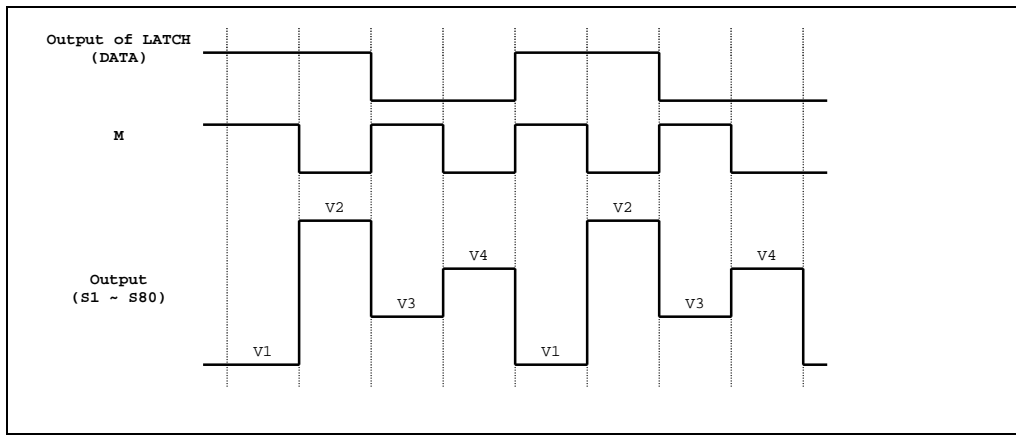 Output of LATCH
(DATA)
M
V2
V2
V4
V4
Output
(S1 ~ S80)
V3
V3
V1
V1